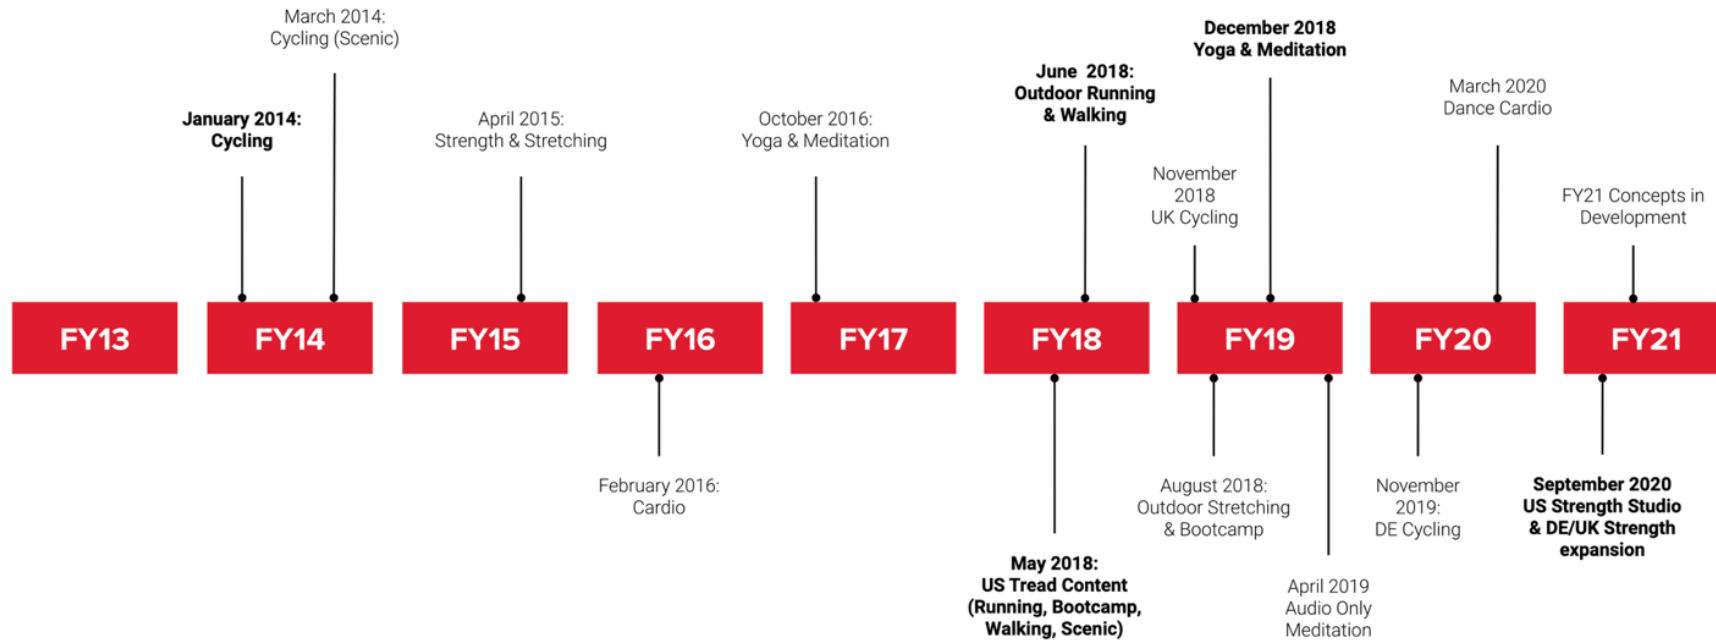 March 2014:
Cycling (Scenic)
January 2014:
Cycling
April 2015:
Strength & Stretching
October 2016:
Yoga & Meditation
June 2018:
Outdoor Running
& Walking
November
2018
UK Cycling
December 2018
Yoga & Meditation
March 2020
Dance Cardio
FY21 Concepts in
Development
FY13
FY14
FY15
FY16
FY17
FY18
FY19
FY20
FY21
February 2016:
Cardio
May 2018:
US Tread Content
(Running, Bootcamp,
Walking, Scenic)
August 2018:
Outdoor Stretching
& Bootcamp
April 2019
Audio Only
Meditation
November
2019:
DE Cycling
September 2020
US Strength Studio
& DE/UK Strength
expansion